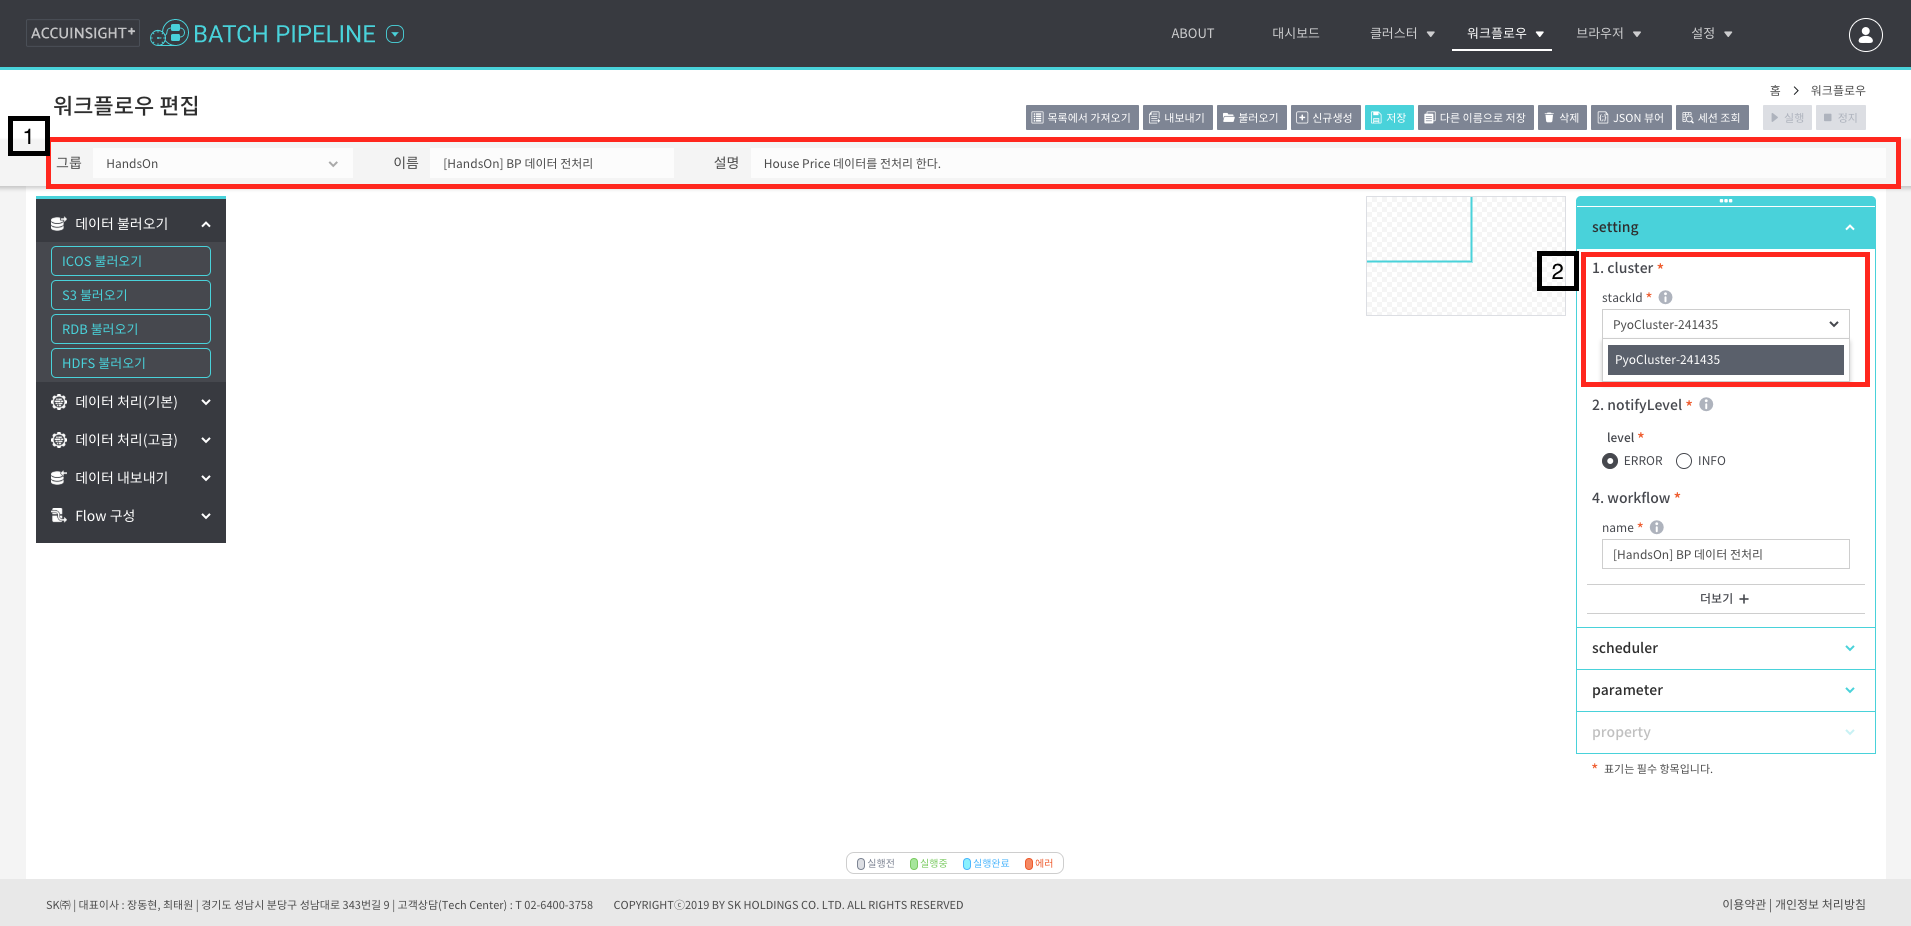 ACCUINSIGHT+ BATCH PIPELINE
ABOUT 대시보드 클러스터 워크플로우 브라우저 설정
홈 > 워크플로우
워크플로우 편집
목록에서 가져오기 내보내기 불러오기 신규생성 저장 다른 이름으로 저장 삭제 JSON 뷰어 세션 조회 실행 정지
1
그룹 HandsOn 이름 [HandsOn] BP 데이터 전처리 설명 House Price 데이터를 전처리 한다.
데이터 불러오기
ICOS 불러오기
S3 불러오기
RDB 불러오기
HDFS 불러오기
데이터 처리(기본)
데이터 처리(고급)
데이터 내보내기
Flow 구성
setting
2
1. cluster *
stackId *
PyoCluster-241435
PyoCluster-241435
2. notifyLevel *
level *
ERROR INFO
4. workflow *
name *
[HandsOn] BP 데이터 전처리
더보기 +
scheduler
parameter
property
* 표기는 필수 항목입니다.
실행전 실행중 실행완료 에러
SK㈜ | 대표이사 : 장동현, 최태원 | 경기도 성남시 분당구 성남대로 343번길 9 | 고객상담(Tech Center) : T 02-6400-3758 COPYRIGHTⓒ2019 BY SK HOLDINGS CO. LTD. ALL RIGHTS RESERVED
이용약관 | 개인정보 처리방침